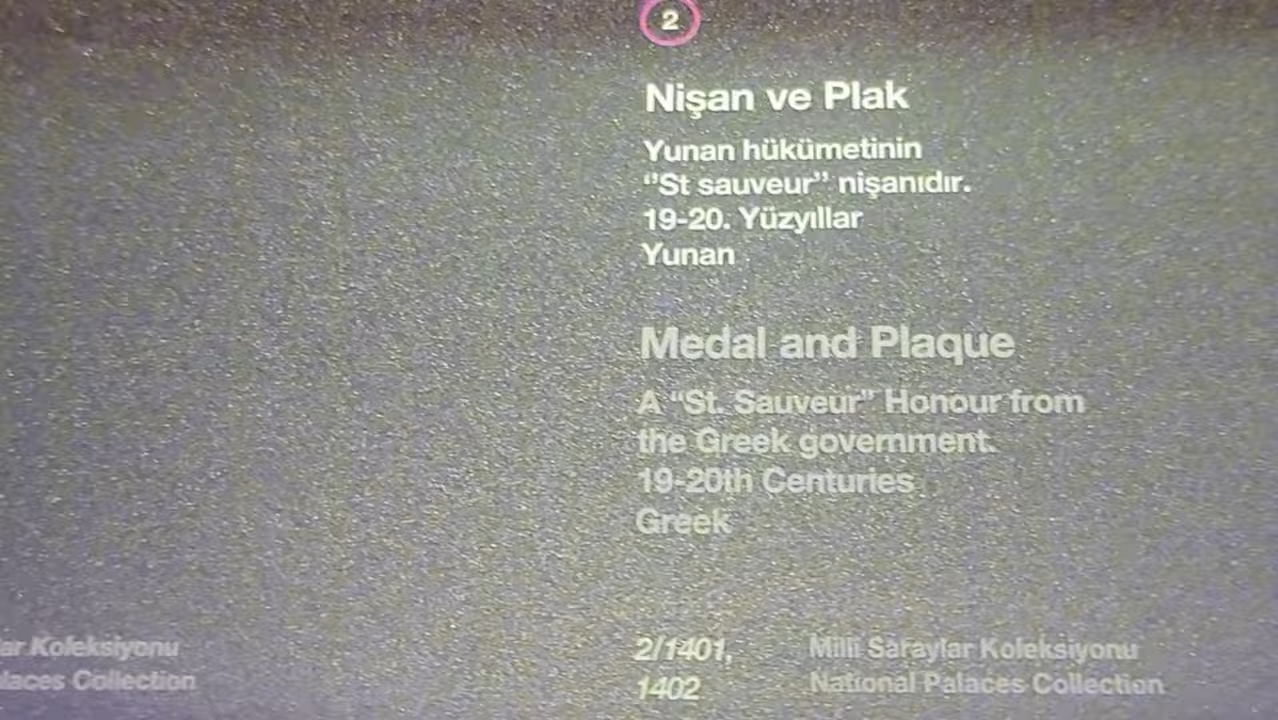 2
Nişan ve Plak
Yunan hükümetinin
‘’St sauveur’’ nişanıdır.
19-20. Yüzyıllar
Yunan
Medal and Plaque
A “St. Sauveur” Honour from
the Greek government.
19-20th Centuries
Greek
ar Koleksiyonu
laces Collection
2/1401,
1402
Milli Saraylar Koleksiyonu
National Palaces Collection